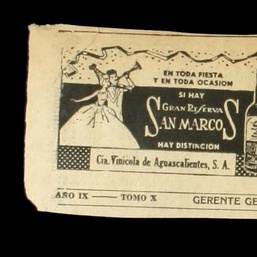 EN TODA FIESTA
Y EN TODA OCASION
SI HAY
GRAN RESERVA
SAN MARCOS
HAY DISTINCION
Cia. Vinícola de Aguascalientes, S. A.
AÑO IX — TOMO X GERENTE GE